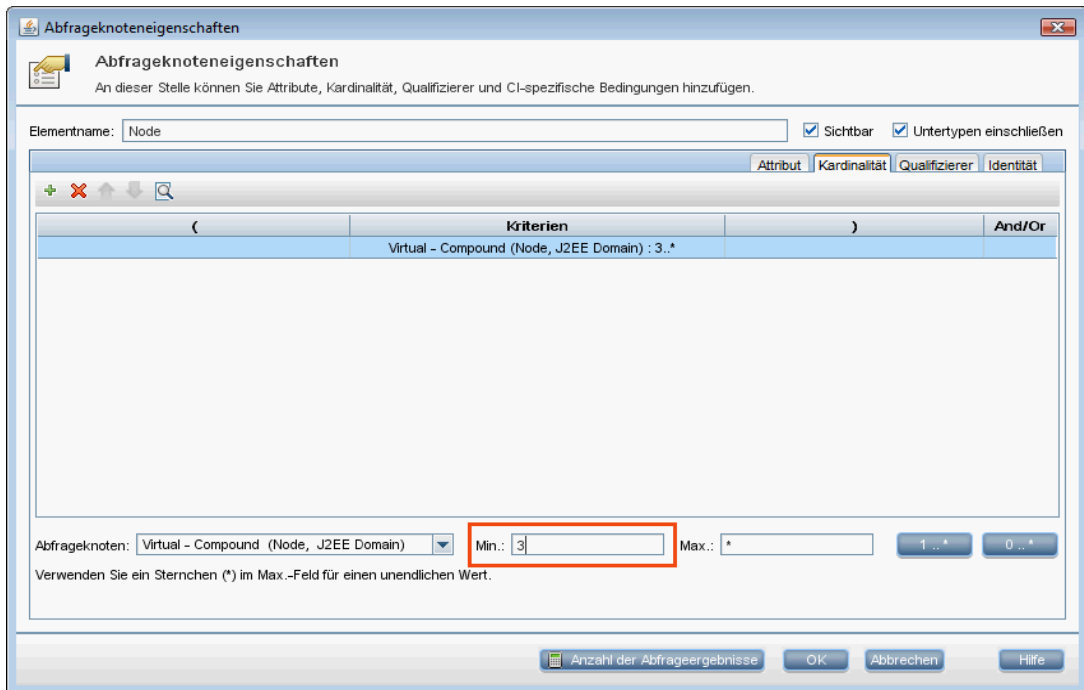 Abfrageknoteneigenschaften
Abfrageknoteneigenschaften
An dieser Stelle können Sie Attribute, Kardinalität, Qualifizierer und CI-spezifische Bedingungen hinzufügen.
Elementname: Node Sichtbar Untertypen einschließen
Attribut Kardinalität Qualifizierer Identität
( Kriterien ) And/Or
Virtual - Compound (Node, J2EE Domain) : 3..*
Abfrageknoten: Virtual - Compound (Node, J2EE Domain) Min.: 3 Max.: * 1 ..* 0 ..*
Verwenden Sie ein Sternchen (*) im Max.-Feld für einen unendlichen Wert.
Anzahl der Abfrageergebnisse OK Abbrechen Hilfe